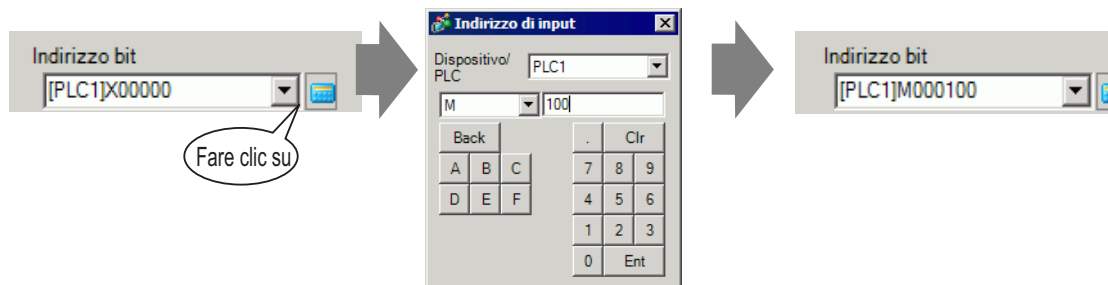 Indirizzo bit
[PLC1]X00000
Fare clic su
Indirizzo di input
Dispositivo/
PLC
PLC1
M
100
Back
. Clr
A B C 7 8 9
D E F 4 5 6
1 2 3
0 Ent
Indirizzo bit
[PLC1]M000100